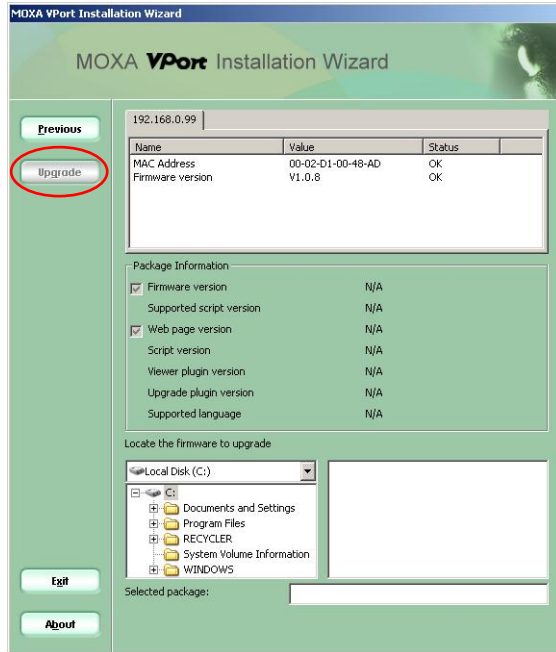 MOXA VPort Installation Wizard
MOXA VPort Installation Wizard
Previous
Upgrade
192.168.0.99
Name Value Status
MAC Address 00-02-D1-00-48-AD OK
Firmware version V1.0.8 OK
Package Information
Firmware version N/A
Supported script version N/A
Web page version N/A
Script version N/A
Viewer plugin version N/A
Upgrade plugin version N/A
Supported language N/A
Locate the firmware to upgrade
Local Disk (C:)
C:
Documents and Settings
Program Files
RECYCLER
System Volume Information
WINDOWS
Exit
Selected package:
About